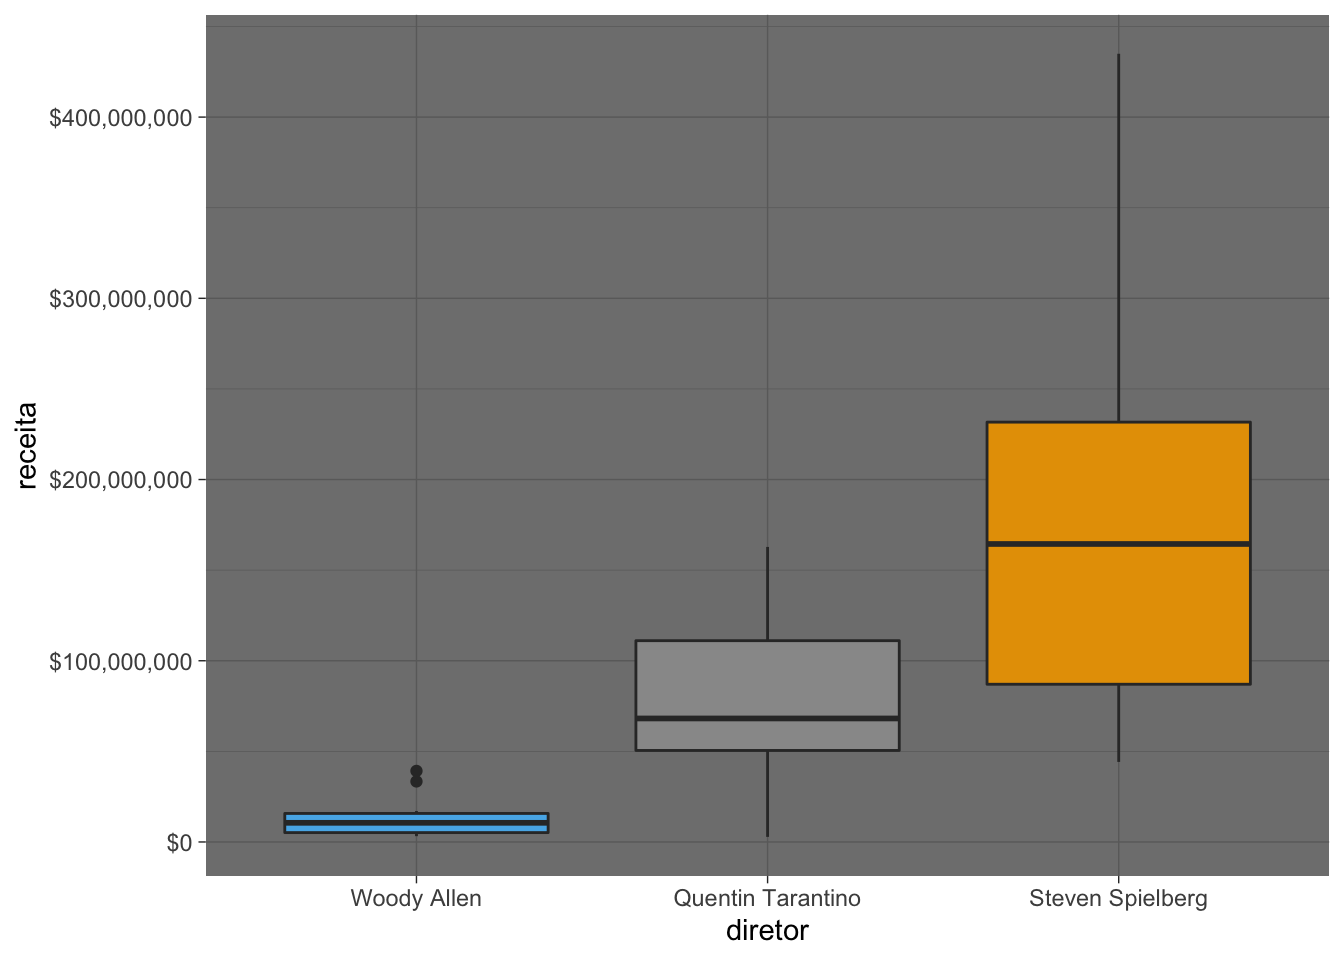 receita
$400,000,000
$300,000,000
$200,000,000
$100,000,000
$0
Woody Allen
Quentin Tarantino
Steven Spielberg
diretor